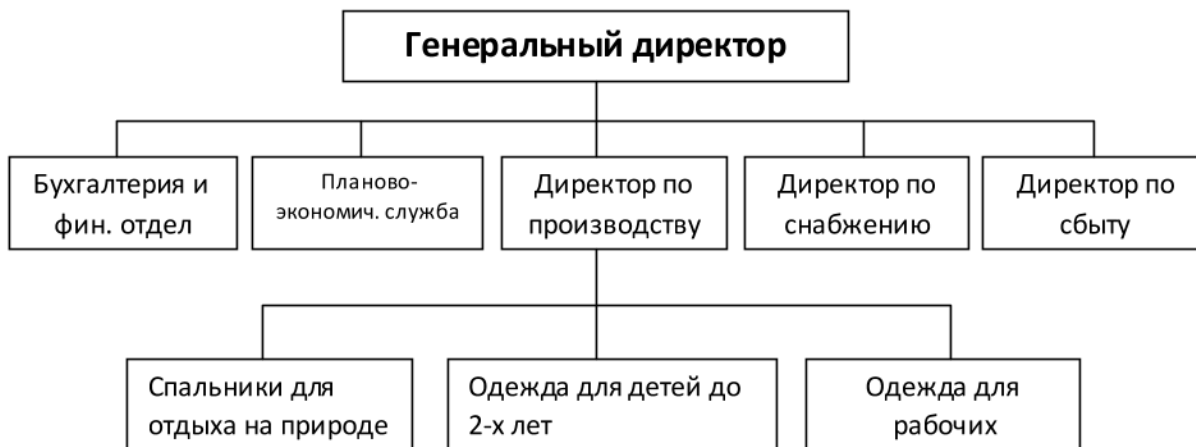 Генеральный директор
Бухгалтерия и
фин. отдел
Планово-
экономич. служба
Директор по
производству
Директор по
снабжению
Директор по
сбыту
Спальники для
отдыха на природе
Одежда для детей до
2-х лет
Одежда для
рабочих